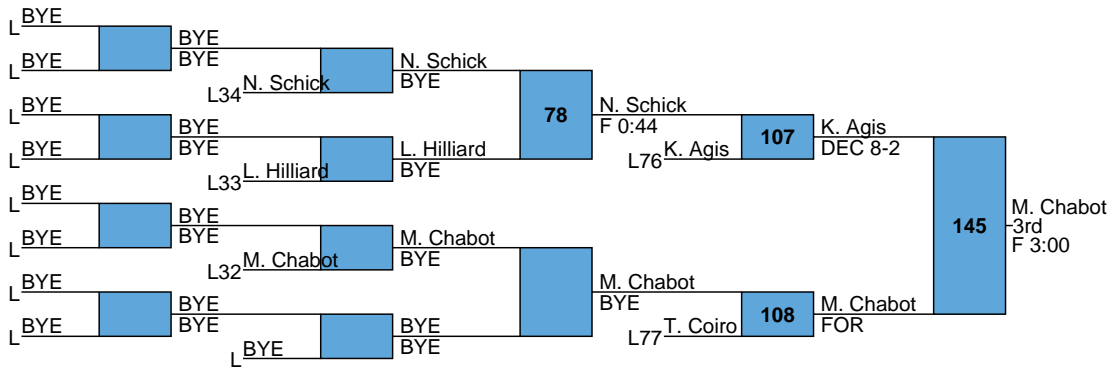 L BYE
BYE
BYE
L BYE
N. Schick
BYE
L34 N. Schick
78
N. Schick
F 0:44
L BYE
BYE
BYE
L BYE
L. Hilliard
BYE
L33 L. Hilliard
L76 K. Agis
107
K. Agis
DEC 8-2
L BYE
BYE
BYE
L BYE
M. Chabot
BYE
L32 M. Chabot
145
M. Chabot
3rd
F 3:00
M. Chabot
BYE
L BYE
BYE
BYE
L BYE
BYE
BYE
L BYE
L77 T. Coiro
108
M. Chabot
FOR